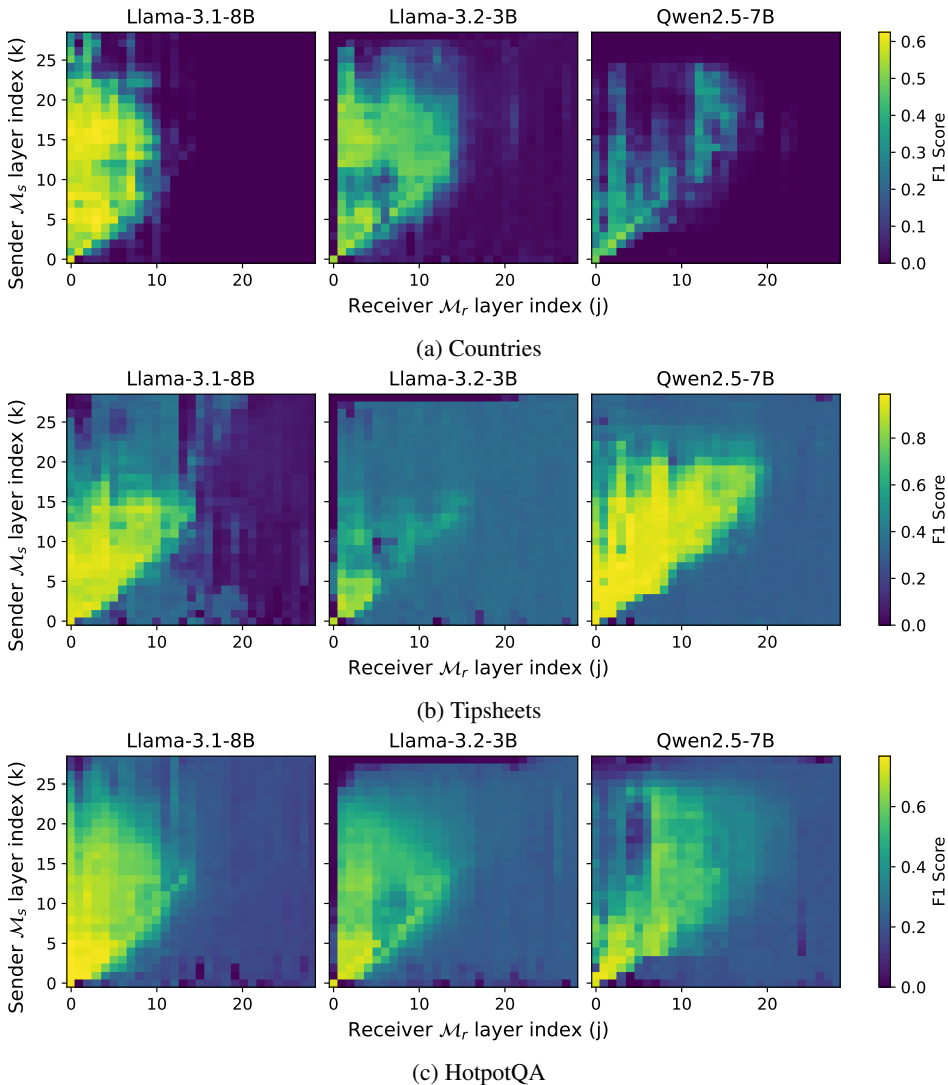 Llama-3.1-8B Llama-3.2-3B Qwen2.5-7B
Sender M_s layer index (k)
25
20
15
10
5
0
0 10 20 0 10 20 0 10 20
Receiver M_r layer index (j)
0.6
0.5
0.4
0.3
0.2
0.1
0.0
F1 Score
(a) Countries
Llama-3.1-8B Llama-3.2-3B Qwen2.5-7B
Sender M_s layer index (k)
25
20
15
10
5
0
0 10 20 0 10 20 0 10 20
Receiver M_r layer index (j)
0.8
0.6
0.4
0.2
0.0
F1 Score
(b) Tipsheets
Llama-3.1-8B Llama-3.2-3B Qwen2.5-7B
Sender M_s layer index (k)
25
20
15
10
5
0
0 10 20 0 10 20 0 10 20
Receiver M_r layer index (j)
0.6
0.4
0.2
0.0
F1 Score
(c) HotpotQA